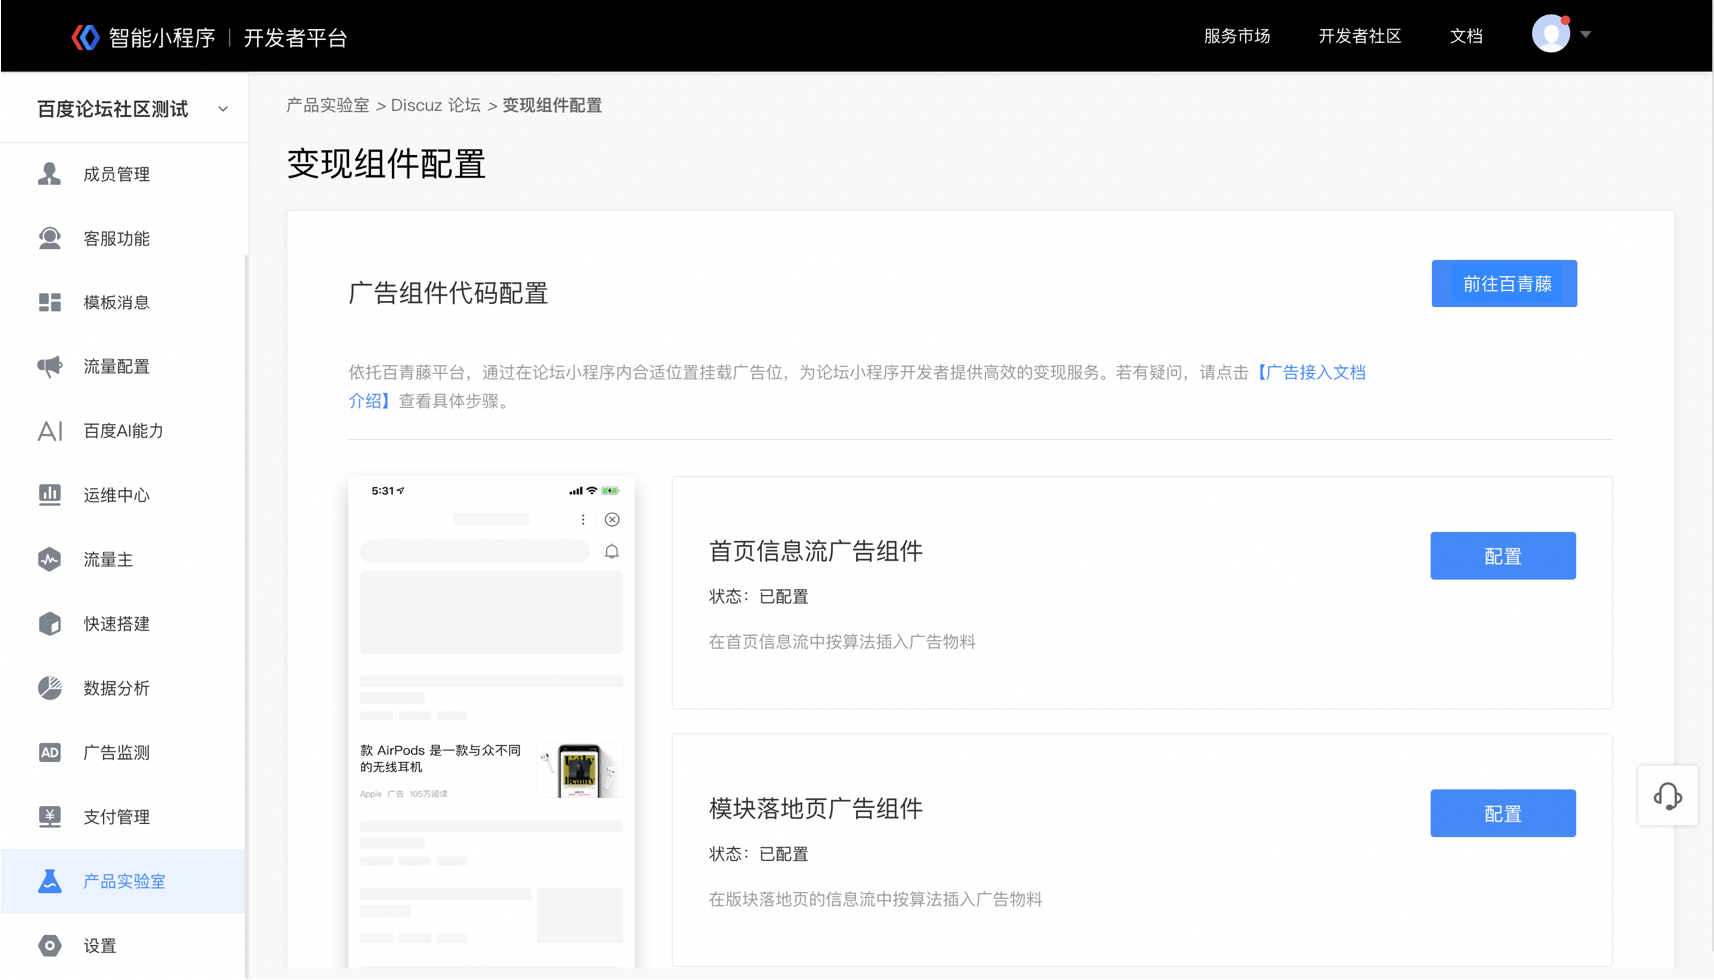 智能小程序 | 开发者平台
服务市场
开发者社区
文档
百度论坛社区测试
产品实验室 > Discuz 论坛 > 变现组件配置
变现组件配置
成员管理
客服功能
模板消息
流量配置
AI 百度AI能力
运维中心
流量主
快速搭建
数据分析
AD 广告监测
支付管理
产品实验室
设置
广告组件代码配置
前往百青藤
依托百青藤平台，通过在论坛小程序内合适位置挂载广告位，为论坛小程序开发者提供高效的变现服务。若有疑问，请点击【广告接入文档
介绍】查看具体步骤。
5:31
款 AirPods 是一款与众不同
的无线耳机
Apple 广告 105万阅读
首页信息流广告组件
配置
状态：已配置
在首页信息流中按算法插入广告物料
模块落地页广告组件
配置
状态：已配置
在版块落地页的信息流中按算法插入广告物料